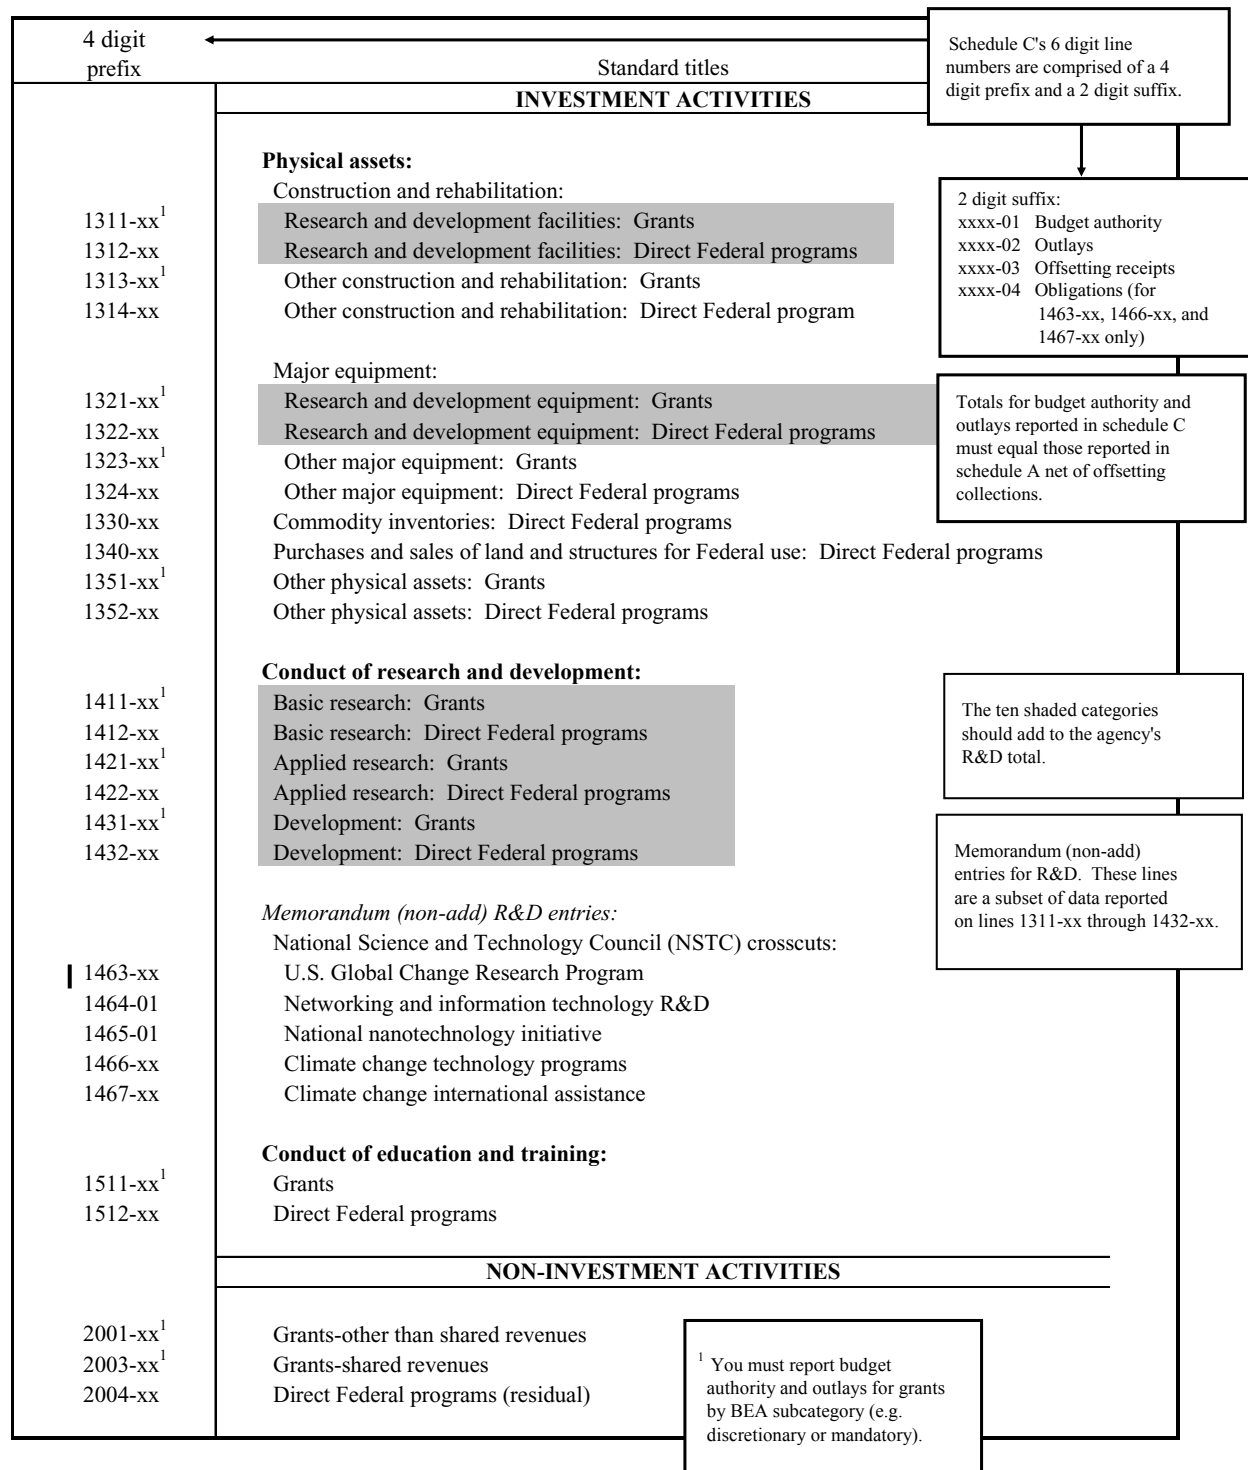 4 digit
prefix
Standard titles
Schedule C's 6 digit line
numbers are comprised of a 4
digit prefix and a 2 digit suffix.
INVESTMENT ACTIVITIES
Physical assets:
Construction and rehabilitation:
1311-xx¹ Research and development facilities: Grants
1312-xx Research and development facilities: Direct Federal programs
1313-xx¹ Other construction and rehabilitation: Grants
1314-xx Other construction and rehabilitation: Direct Federal program
2 digit suffix:
xxxx-01 Budget authority
xxxx-02 Outlays
xxxx-03 Offsetting receipts
xxxx-04 Obligations (for
1463-xx, 1466-xx, and
1467-xx only)
Major equipment:
1321-xx¹ Research and development equipment: Grants
1322-xx Research and development equipment: Direct Federal programs
1323-xx¹ Other major equipment: Grants
1324-xx Other major equipment: Direct Federal programs
1330-xx Commodity inventories: Direct Federal programs
1340-xx Purchases and sales of land and structures for Federal use: Direct Federal programs
1351-xx¹ Other physical assets: Grants
1352-xx Other physical assets: Direct Federal programs
Totals for budget authority and
outlays reported in schedule C
must equal those reported in
schedule A net of offsetting
collections.
Conduct of research and development:
1411-xx¹ Basic research: Grants
1412-xx Basic research: Direct Federal programs
1421-xx¹ Applied research: Grants
1422-xx Applied research: Direct Federal programs
1431-xx¹ Development: Grants
1432-xx Development: Direct Federal programs
The ten shaded categories
should add to the agency's
R&D total.
Memorandum (non-add)
entries for R&D. These lines
are a subset of data reported
on lines 1311-xx through 1432-xx.
Memorandum (non-add) R&D entries:
National Science and Technology Council (NSTC) crosscuts:
1463-xx U.S. Global Change Research Program
1464-01 Networking and information technology R&D
1465-01 National nanotechnology initiative
1466-xx Climate change technology programs
1467-xx Climate change international assistance
Conduct of education and training:
1511-xx¹ Grants
1512-xx Direct Federal programs
NON-INVESTMENT ACTIVITIES
2001-xx¹ Grants-other than shared revenues
2003-xx¹ Grants-shared revenues
2004-xx Direct Federal programs (residual)
¹ You must report budget
authority and outlays for grants
by BEA subcategory (e.g.
discretionary or mandatory).